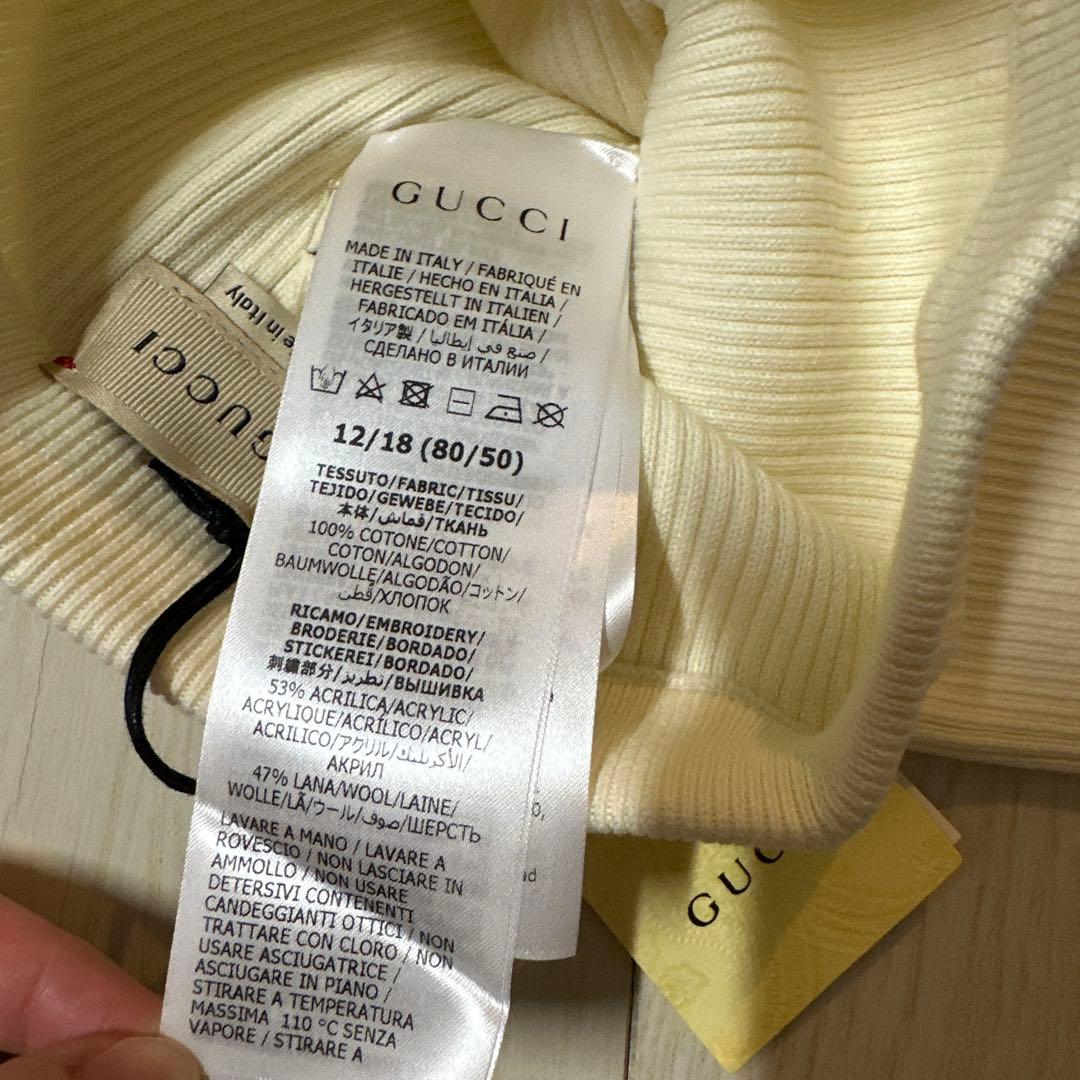 GUCCI
MADE IN ITALY / FABRIQUÉ EN
ITALIE / HECHO EN ITALIA /
HERGESTELLT IN ITALIEN /
FABRICADO EM ITÁLIA /
イタリア製 / صنع في إيطاليا /
СДЕЛАНО В ИТАЛИИ
12/18 (80/50)
TESSUTO/FABRIC/TISSU/
TEJIDO/GEWEBE/TECIDO/
本体/قماش/ТКАНЬ
100% COTONE/COTTON/
COTON/ALGODON/
BAUMWOLLE/ALGODÃO/コットン/
قطن/ХЛОПОК
RICAMO/EMBROIDERY/
BRODERIE/BORDADO/
STICKEREI/BORDADO/
刺繍部分/تطريز/ВЫШИВКА
53% ACRILICA/ACRYLIC/
ACRYLIQUE/ACRÍLICO/ACRYL/
ACRILICO/アクリル/الأكريليك/
АКРИЛ
47% LANA/WOOL/LAINE/
WOLLE/LÃ/ウール/صوف/ШЕРСТЬ
LAVARE A MANO / LAVARE A
ROVESCIO / NON LASCIARE IN
AMMOLLO / NON USARE
DETERSIVI CONTENENTI
CANDEGGIANTI OTTICI / NON
TRATTARE CON CLORO / NON
USARE ASCIUGATRICE /
ASCIUGARE IN PIANO /
STIRARE A TEMPERATURA
MASSIMA 110 °C SENZA
VAPORE / STIRARE A
GUCCI
in Italy
GUC